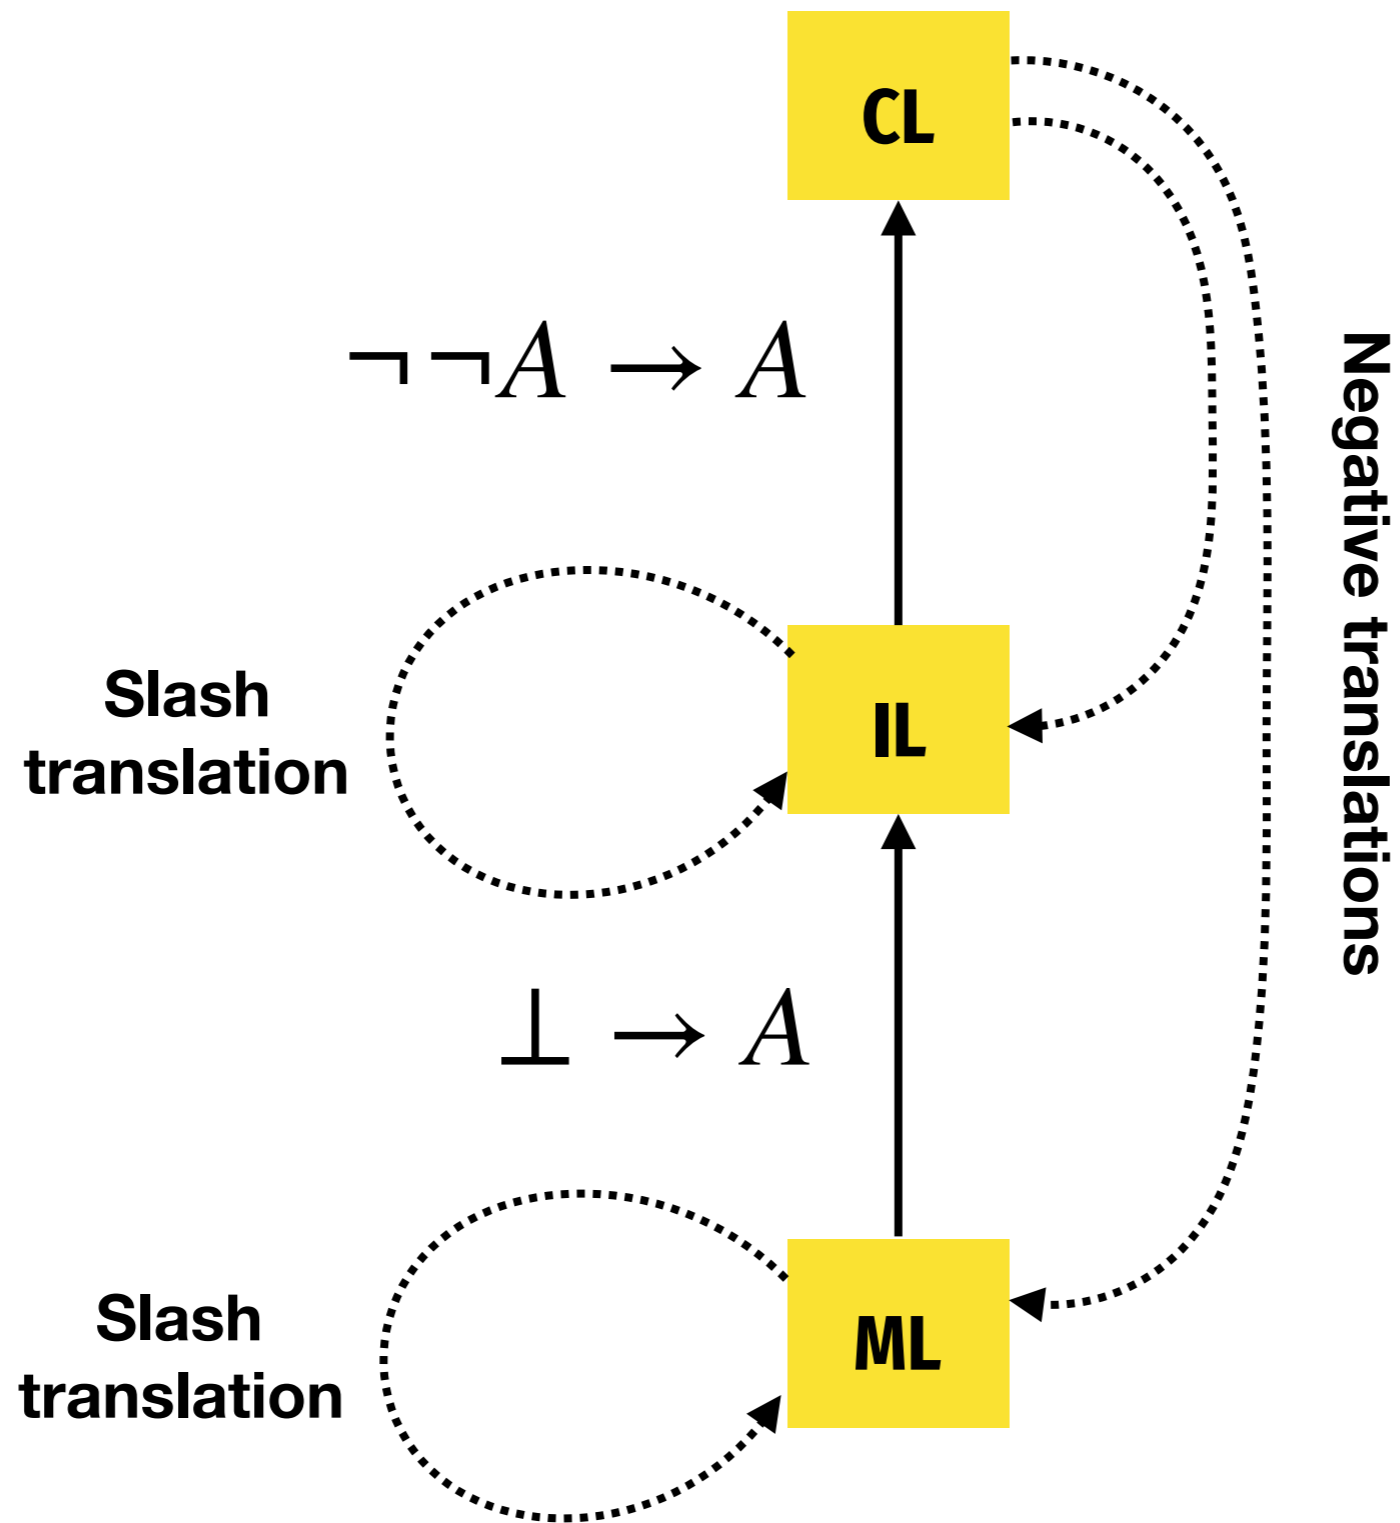 CL
¬¬A → A
Negative translations
Slash
translation
IL
⊥ → A
Slash
translation
ML